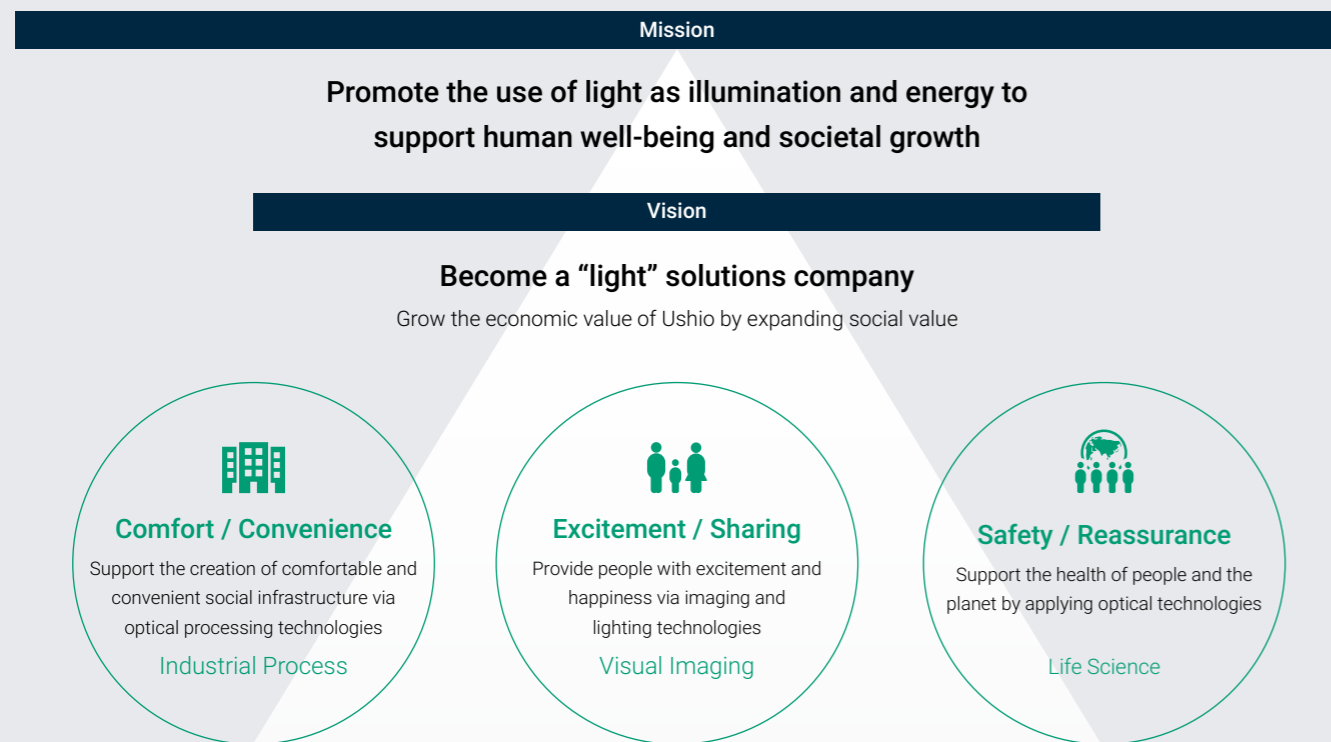 Mission
Promote the use of light as illumination and energy to
support human well-being and societal growth
Vision
Become a “light” solutions company
Grow the economic value of Ushio by expanding social value
Comfort / Convenience
Support the creation of comfortable and
convenient social infrastructure via
optical processing technologies
Industrial Process
Excitement / Sharing
Provide people with excitement and
happiness via imaging and
lighting technologies
Visual Imaging
Safety / Reassurance
Support the health of people and the
planet by applying optical technologies
Life Science